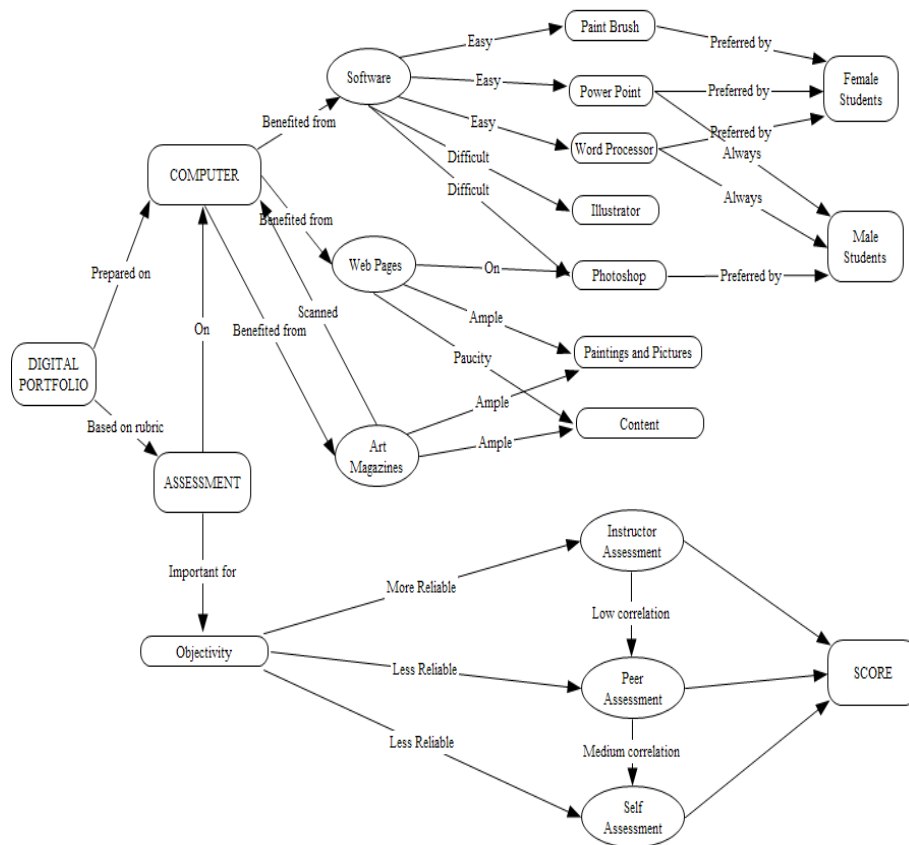 Paint Brush
Easy
Preferred by
Software
Female
Students
Easy
Power Point
Preferred by
Benefited from
Easy
Preferred by
Word Processor
Always
Difficult
COMPUTER
Difficult
Always
Illustrator
Benefited from
Male
Students
Web Pages
On
Photoshop
Preferred by
Prepared on
Scanned
Ample
On
Benefited from
Paucity
Paintings and Pictures
DIGITAL
PORTFOLIO
Ample
Based on rubric
Content
Art
Magazines
Ample
ASSESSMENT
Instructor
Assessment
Important for
More Reliable
Low correlation
Objectivity
Less Reliable
Peer
Assessment
SCORE
Less Reliable
Medium correlation
Self
Assessment